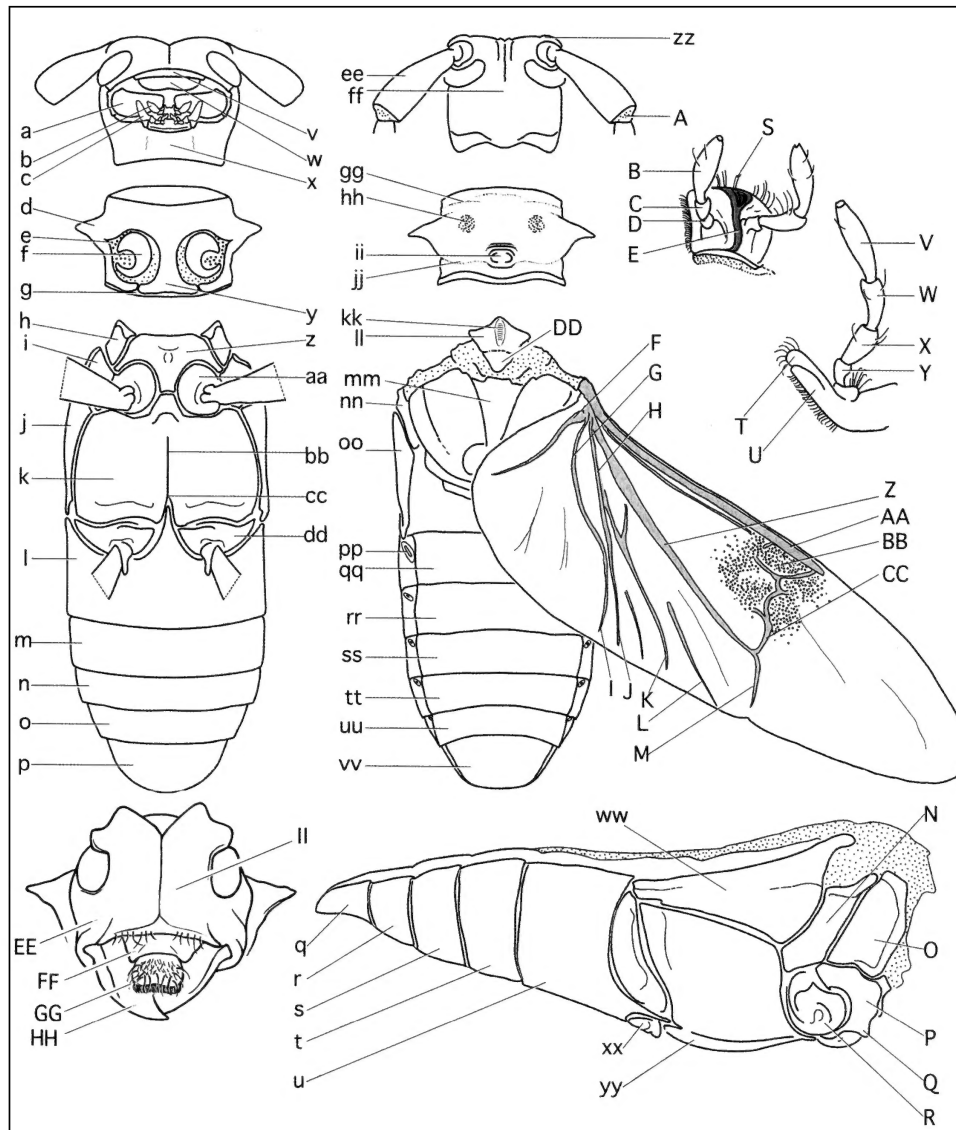 a
b
c
v
w
x
d
e
f
g
y
h
i
j
k
l
m
n
o
p
z
aa
bb
cc
dd
ee
ff
zz
A
gg
hh
ii
jj
kk
ll
mm
nn
oo
pp
qq
rr
ss
tt
uu
vv
DD
F
G
H
I
J
K
L
M
Z
AA
BB
CC
B
C
D
E
S
T
U
V
W
X
Y
EE
FF
GG
HH
II
q
r
s
t
u
ww
xx
yy
N
O
P
Q
R